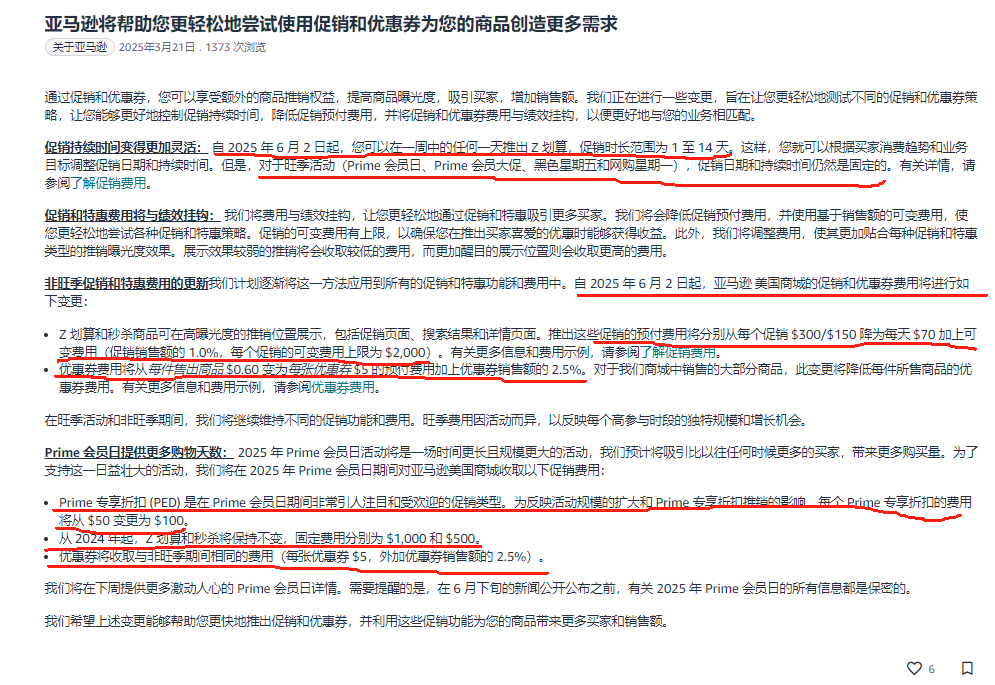 亚马逊将帮助您更轻松地尝试使用促销和优惠券为您的商品创造更多需求
关于亚马逊 2025年3月21日 . 1373 次浏览
通过促销和优惠券，您可以享受额外的商品推销权益，提高商品曝光度，吸引买家，增加销售额。我们正在进行一些变更，旨在让您更轻松地测试不同的促销和优惠券策
略，让您能够更好地控制促销持续时间，降低促销预付费用，并将促销和优惠券费用与绩效挂钩，以便更好地与您的业务相匹配。
促销持续时间变得更加灵活： 自 2025 年 6 月 2 日起，您可以在一周中的任何一天推出 Z 划算，促销时长范围为 1 至 14 天。这样，您就可以根据买家消费趋势和业务
目标调整促销日期和持续时间。但是，对于旺季活动（Prime 会员日、Prime 会员大促、黑色星期五和网购星期一），促销日期和持续时间仍然是固定的。有关详情，请
参阅了解促销费用。
促销和特惠费用将与绩效挂钩： 我们将费用与绩效挂钩，让您更轻松地通过促销和特惠吸引更多买家。我们将会降低促销预付费用，并使用基于销售额的可变费用，使
您更轻松地尝试各种促销和特惠策略。促销的可变费用有上限，以确保您在推出买家喜爱的优惠时能够获得收益。此外，我们将调整费用，使其更加贴合每种促销和特惠
类型的推销曝光度效果。展示效果较弱的推销将会收取较低的费用，而更加醒目的展示位置则会收取更高的费用。
非旺季促销和特惠费用的更新我们计划逐渐将这一方法应用到所有的促销和特惠功能和费用中。自 2025 年 6 月 2 日起，亚马逊 美国商城的促销和优惠券费用将进行如
下变更：
• Z 划算和秒杀商品可在高曝光度的推销位置展示，包括促销页面、搜索结果和详情页面。推出这些促销的预付费用将分别从每个促销 $300/$150 降为每天 $70 加上可
变费用（促销销售额的 1.0%，每个促销的可变费用上限为 $2,000）。有关更多信息和费用示例，请参阅了解促销费用。
• 优惠券费用将从每件售出商品 $0.60 变为每张优惠券 $5 的预付费用加上优惠券销售额的 2.5%。对于我们商城中销售的大部分商品，此变更将降低每件所售商品的优
惠券费用。有关更多信息和费用示例，请参阅优惠券费用。
在旺季活动和非旺季期间，我们将继续维持不同的促销功能和费用。旺季费用因活动而异，以反映每个高参与时段的独特规模和增长机会。
Prime 会员日提供更多购物天数： 2025 年 Prime 会员日活动将是一场时间更长且规模更大的活动，我们预计将吸引比以往任何时候更多的买家，带来更多购买量。为了
支持这一日益壮大的活动，我们将在 2025 年 Prime 会员日期间对亚马逊美国商城收取以下促销费用：
• Prime 专享折扣 (PED) 是在 Prime 会员日期间非常引人注目和受欢迎的促销类型。为反映活动规模的扩大和 Prime 专享折扣推销的影响，每个 Prime 专享折扣的费用
将从 $50 变更为 $100。
• 从 2024 年起，Z 划算和秒杀将保持不变，固定费用分别为 $1,000 和 $500。
• 优惠券将收取与非旺季期间相同的费用（每张优惠券 $5，外加优惠券销售额的 2.5%）。
我们将在下周提供更多激动人心的 Prime 会员日详情。需要提醒的是，在 6 月下旬的新闻公开公布之前，有关 2025 年 Prime 会员日的所有信息都是保密的。
我们希望上述变更能够帮助您更快地推出促销和优惠券，并利用这些促销功能为您的商品带来更多买家和销售额。
6